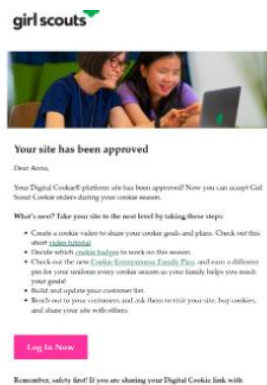 girl scouts
Your site has been approved
Dear Anna,
Your Digital Cookie® platform site has been approved! Now you can accept Girl
Scout Cookie orders during your cookie season.
What's next? Take your site to the next level by taking these steps:
Create a cookie video to share your cookie goals and plans. Check out this
short video tutorial
Decide which cookie badges to work on this season.
Check out the new Cookie Entrepreneur Family Pins, and earn a different
pin for your uniform every cookie season as your family helps you reach
your goals!
Build and update your customer list.
Reach out to your customers and ask them to visit your site, buy cookies,
and share your site with others.
Log In Now
Remember, safety first! If you are sharing your Digital Cookie link with